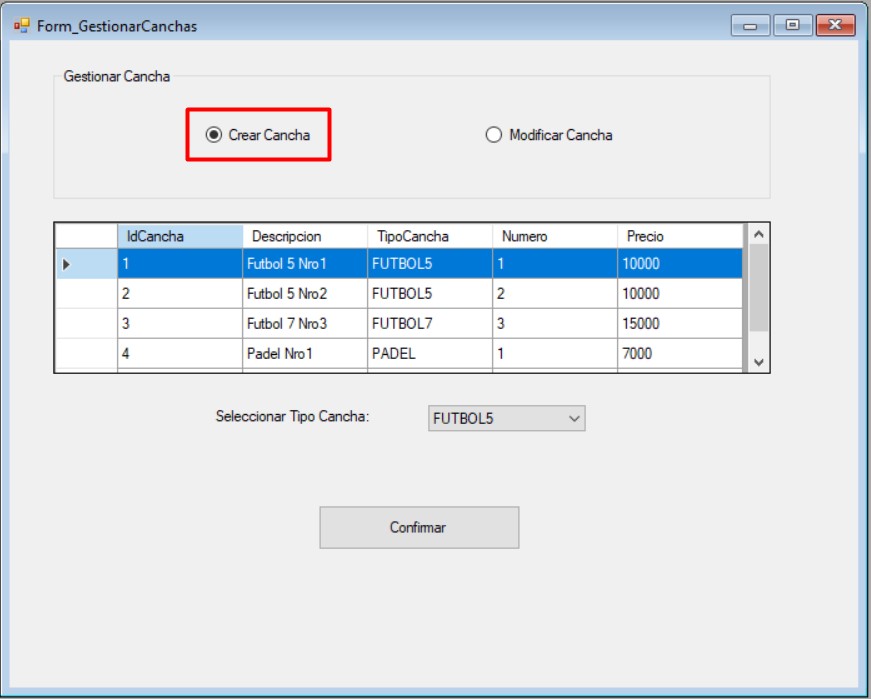 Form_GestionarCanchas
Gestionar Cancha
Crear Cancha Modificar Cancha
IdCancha Descripcion TipoCancha Numero Precio
1 Futbol 5 Nro1 FUTBOL5 1 10000
2 Futbol 5 Nro2 FUTBOL5 2 10000
3 Futbol 7 Nro3 FUTBOL7 3 15000
4 Padel Nro1 PADEL 1 7000
Seleccionar Tipo Cancha: FUTBOL5
Confirmar